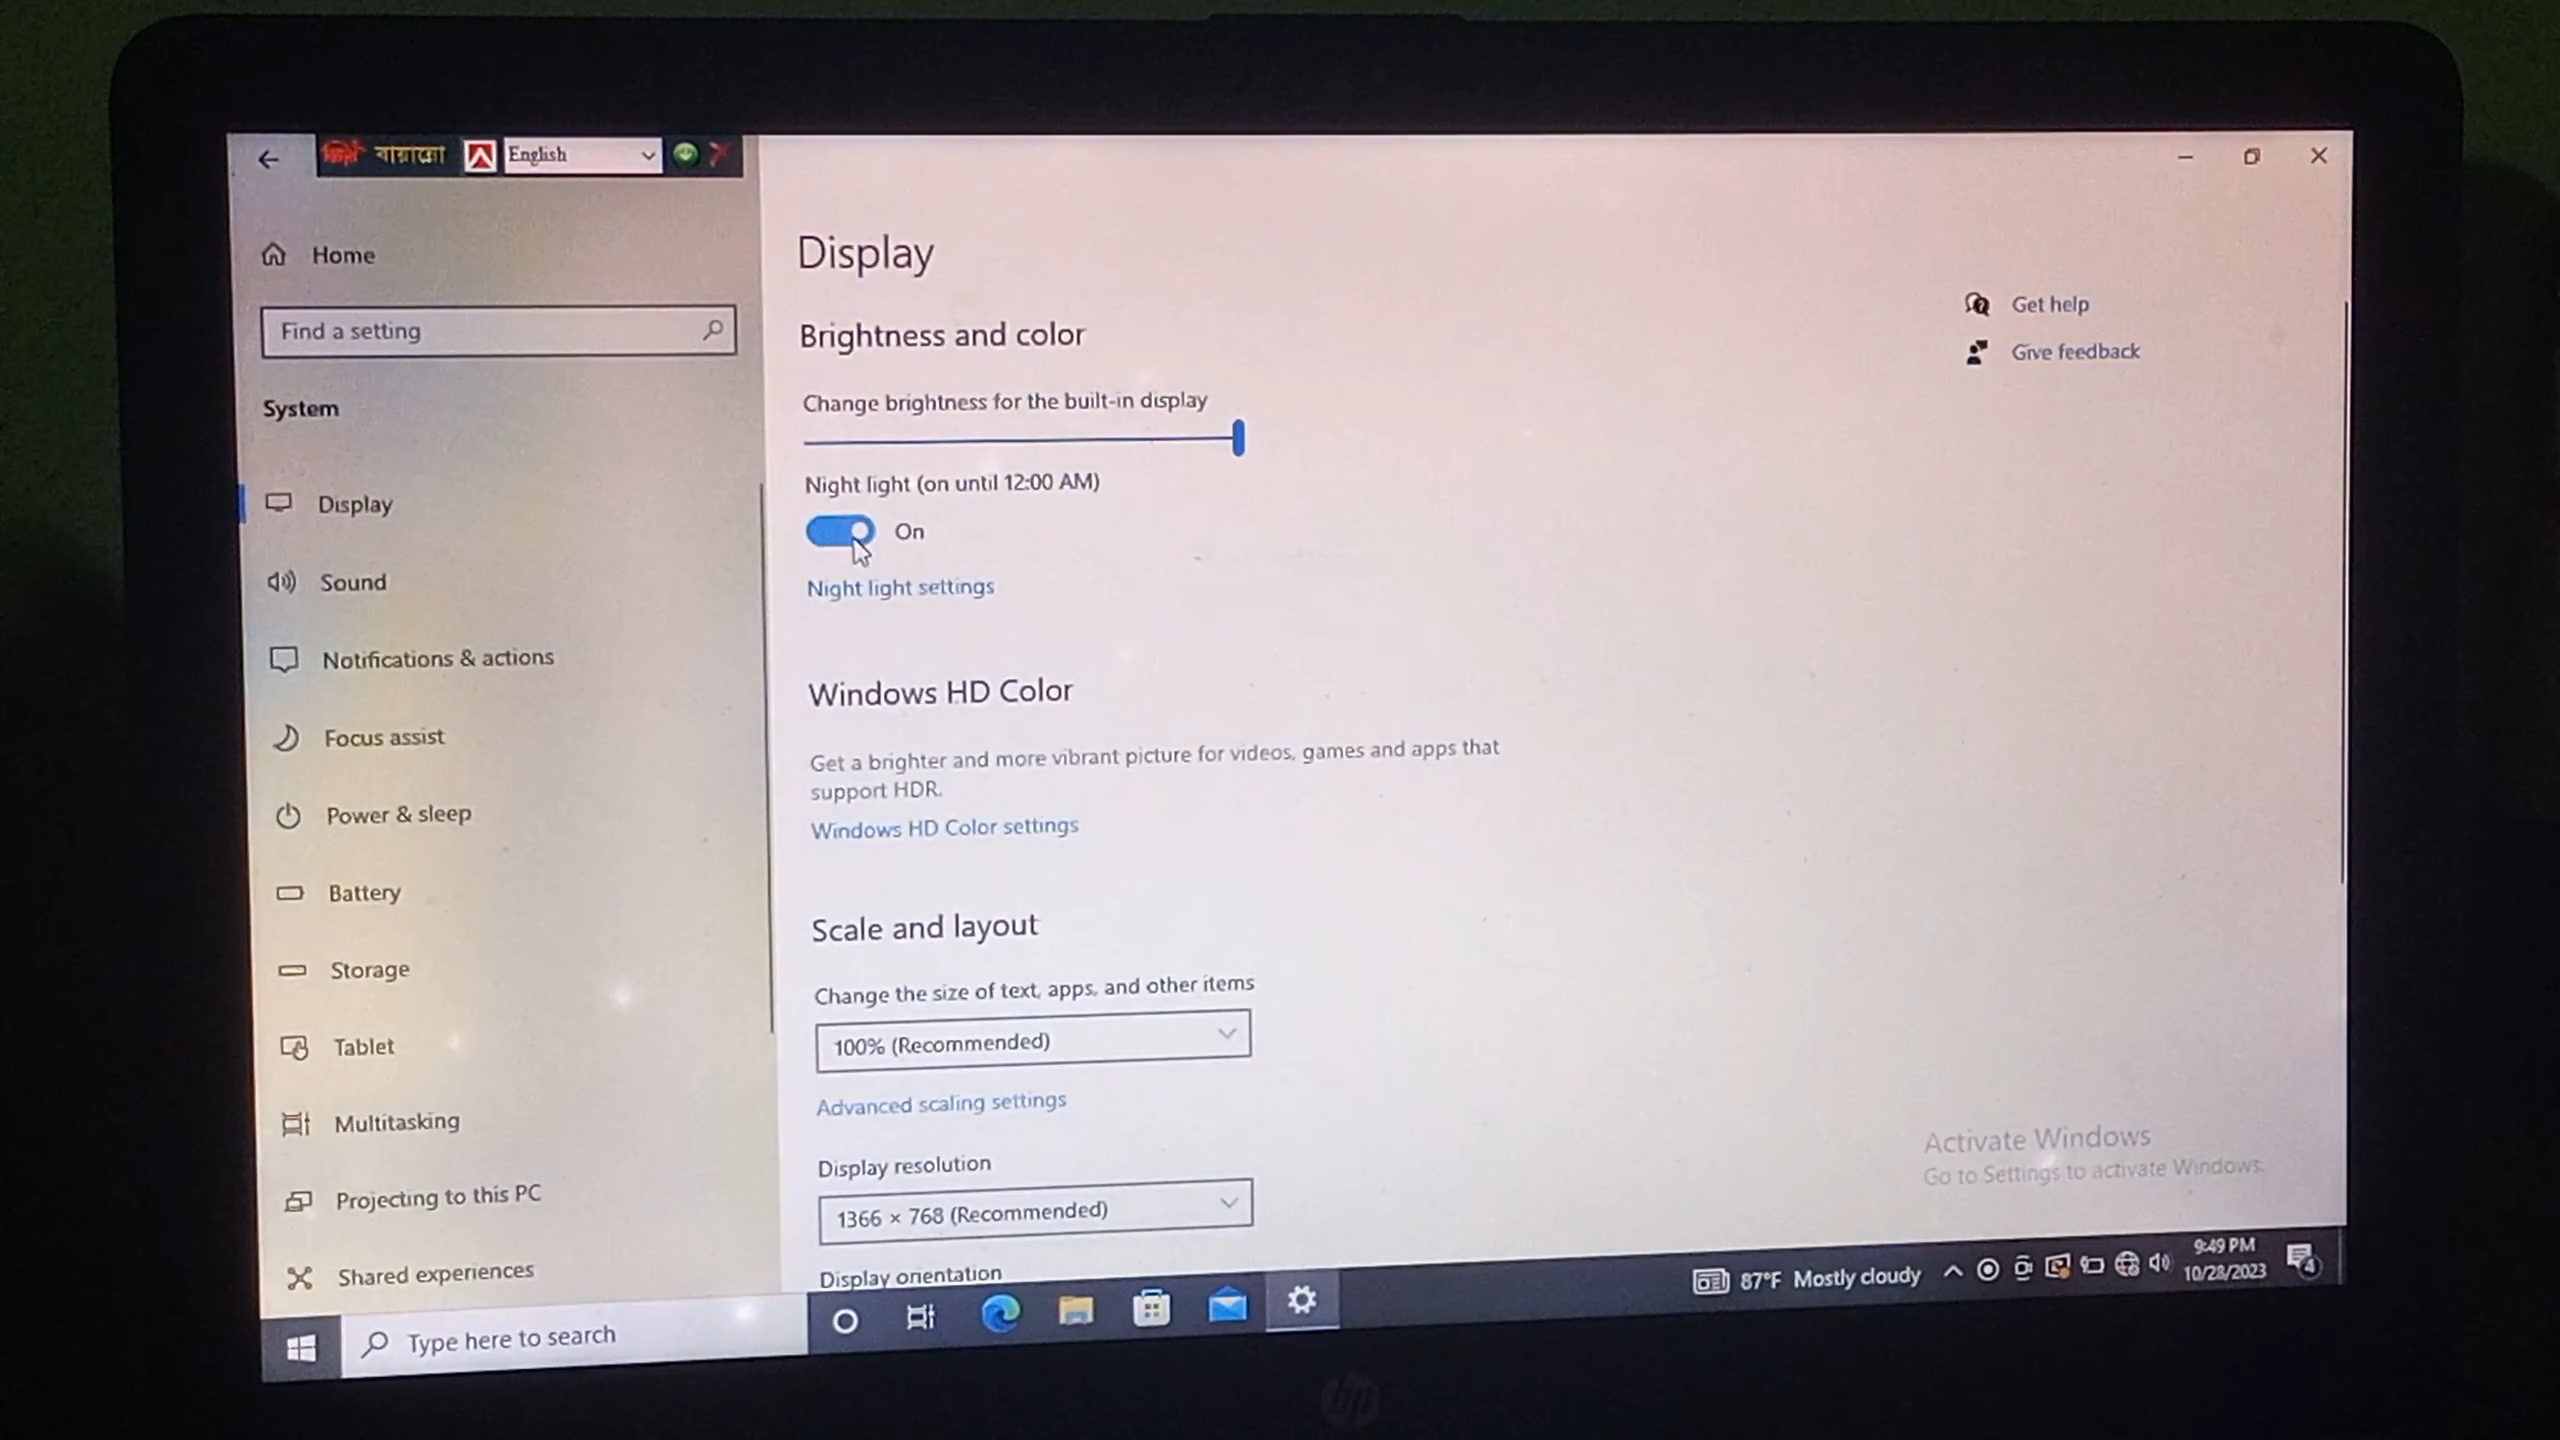 বায়ান্নো
English
Home
Find a setting
System
Display
Sound
Notifications & actions
Focus assist
Power & sleep
Battery
Storage
Tablet
Multitasking
Projecting to this PC
Shared experiences
Display
Brightness and color
Change brightness for the built-in display
Night light (on until 12:00 AM)
On
Night light settings
Windows HD Color
Get a brighter and more vibrant picture for videos, games and apps that
support HDR.
Windows HD Color settings
Scale and layout
Change the size of text, apps, and other items
100% (Recommended)
Advanced scaling settings
Display resolution
1366 × 768 (Recommended)
Display orientation
Get help
Give feedback
Activate Windows
Go to Settings to activate Windows.
Type here to search
87°F Mostly cloudy
9:49 PM
10/28/2023
4
hp